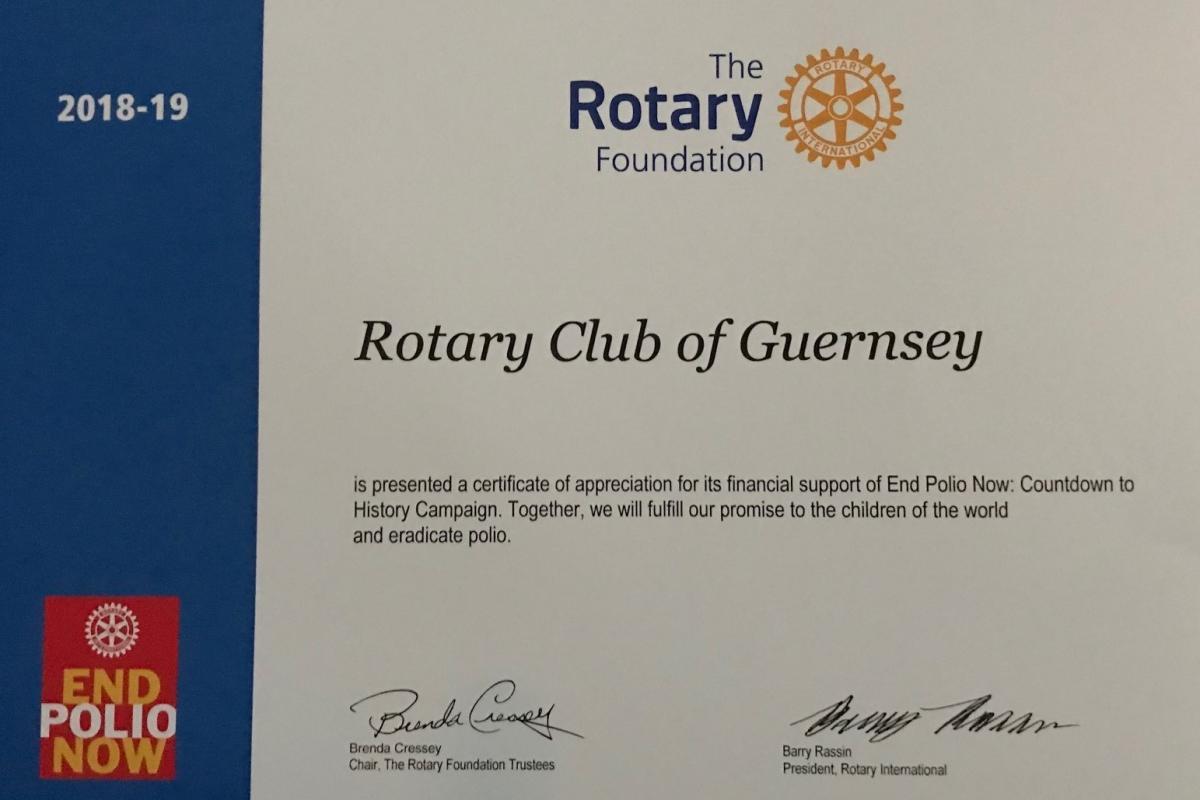 2018-19
The
Rotary
Foundation
ROTARY
INTERNATIONAL
Rotary Club of Guernsey
is presented a certificate of appreciation for its financial support of End Polio Now: Countdown to
History Campaign. Together, we will fulfill our promise to the children of the world
and eradicate polio.
END
POLIO
NOW
Brenda Cressey
Brenda Cressey
Chair, The Rotary Foundation Trustees
Barry Rassin
Barry Rassin
President, Rotary International